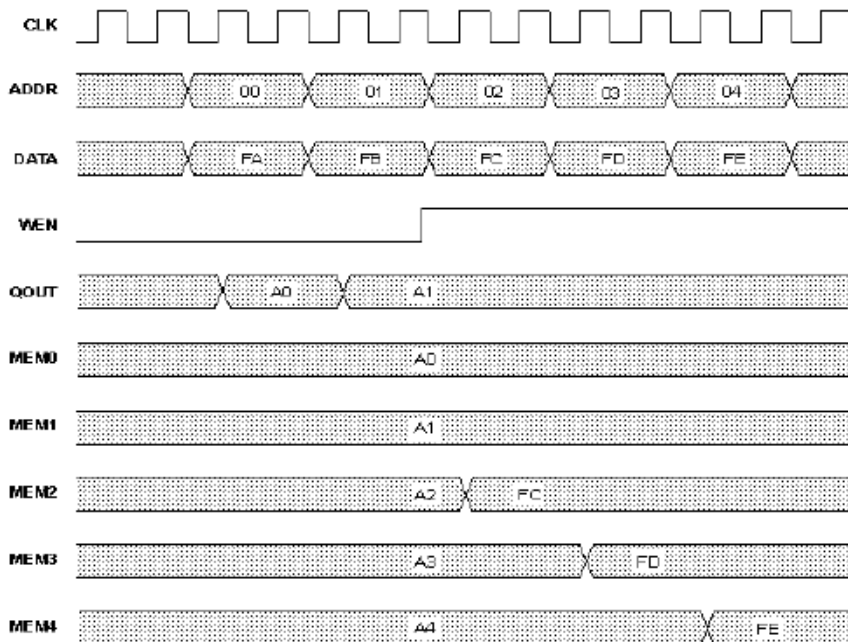 CLK
ADDR 00 01 02 03 04
DATA FA FB FC FD FE
WEN
QOUT A0 A1
MEM0 A0
MEM1 A1
MEM2 A2 FC
MEM3 A3 FD
MEM4 A4 FE